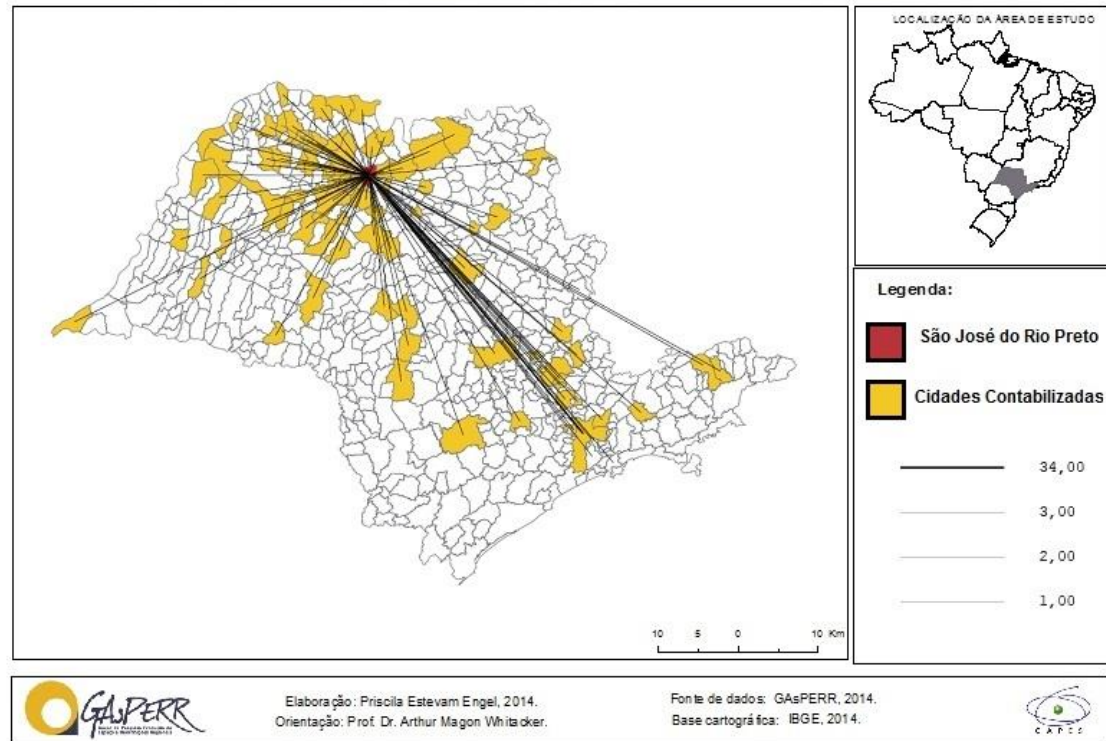 LOCALIZAÇÃO DA ÁREA DE ESTUDO
Legenda:
São José do Rio Preto
Cidades Contabilizadas
34,00
3,00
2,00
1,00
10 5 0 10 Km
GAsPERR
Elaboração: Priscila Estevam Engel, 2014.
Orientação: Prof. Dr. Arthur Magon Whitacker.
Fonte de dados: GAsPERR, 2014.
Base cartográfica: IBGE, 2014.
CAPES